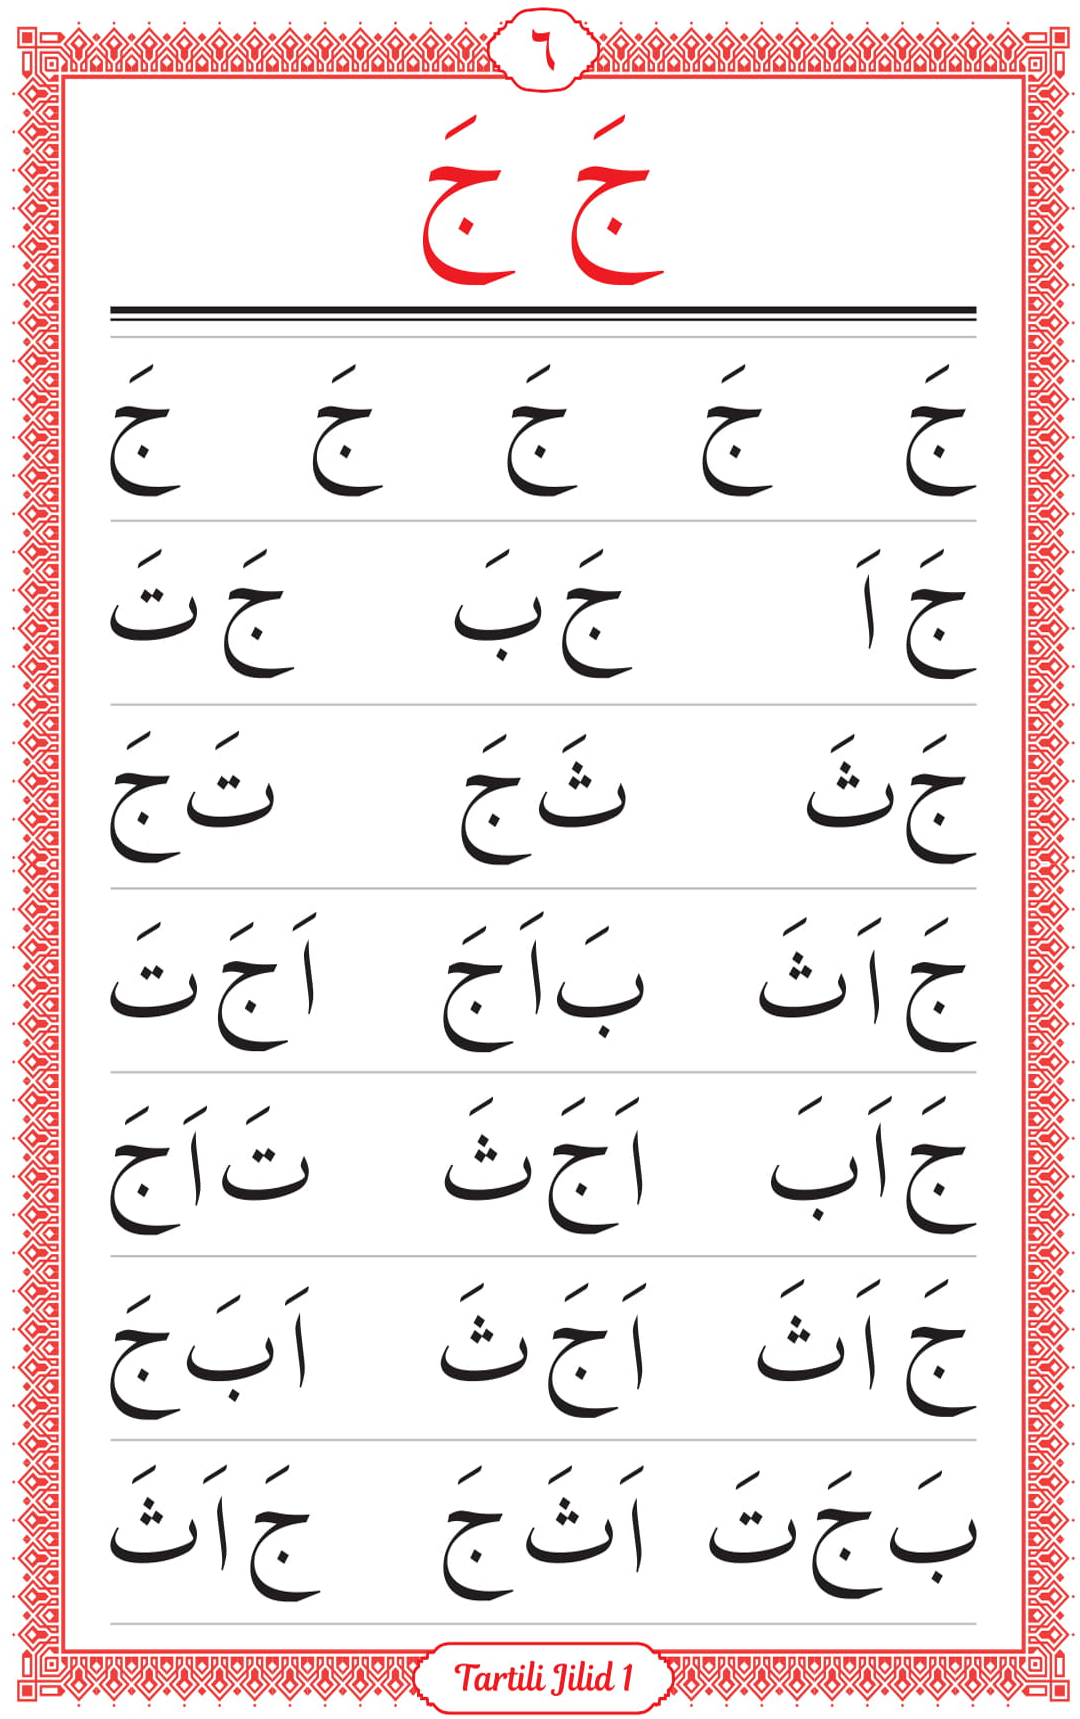 ٦
جَ جَ
جَ جَ جَ جَ جَ
جَ اَ جَ بَ جَ تَ
جَ ثَ ثَ جَ تَ جَ
جَ اَ ثَ بَ اَ جَ اَ جَ تَ
جَ اَ بَ اَ جَ ثَ تَ اَ جَ
جَ اَ ثَ اَ جَ ثَ اَ بَ جَ
بَ جَ تَ اَ ثَ جَ جَ اَ ثَ
Tartili Jilid 1